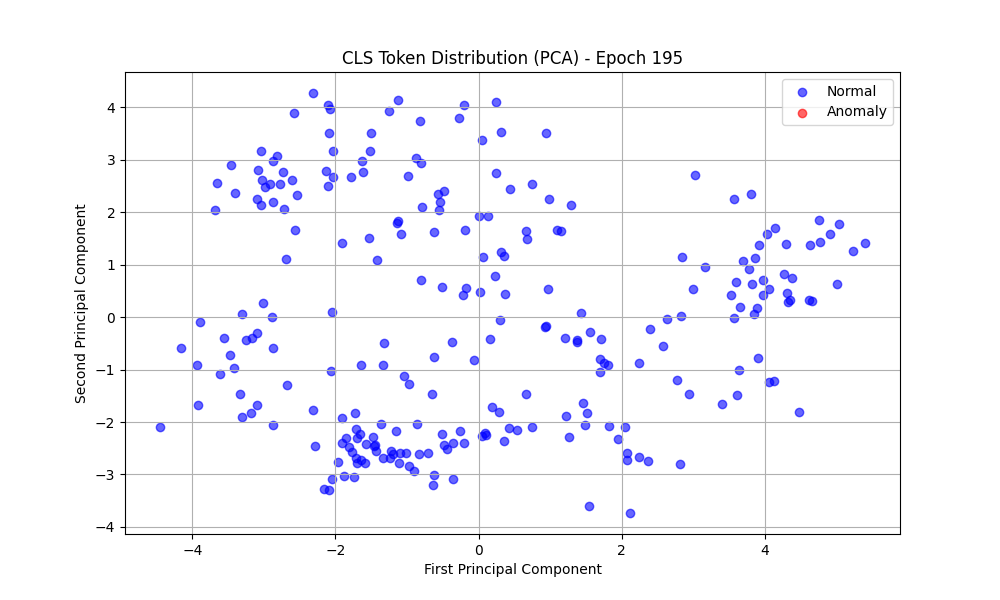 CLS Token Distribution (PCA) - Epoch 195
Normal
Anomaly
4
3
2
1
0
−1
−2
−3
−4
Second Principal Component
−4
−2
0
2
4
First Principal Component